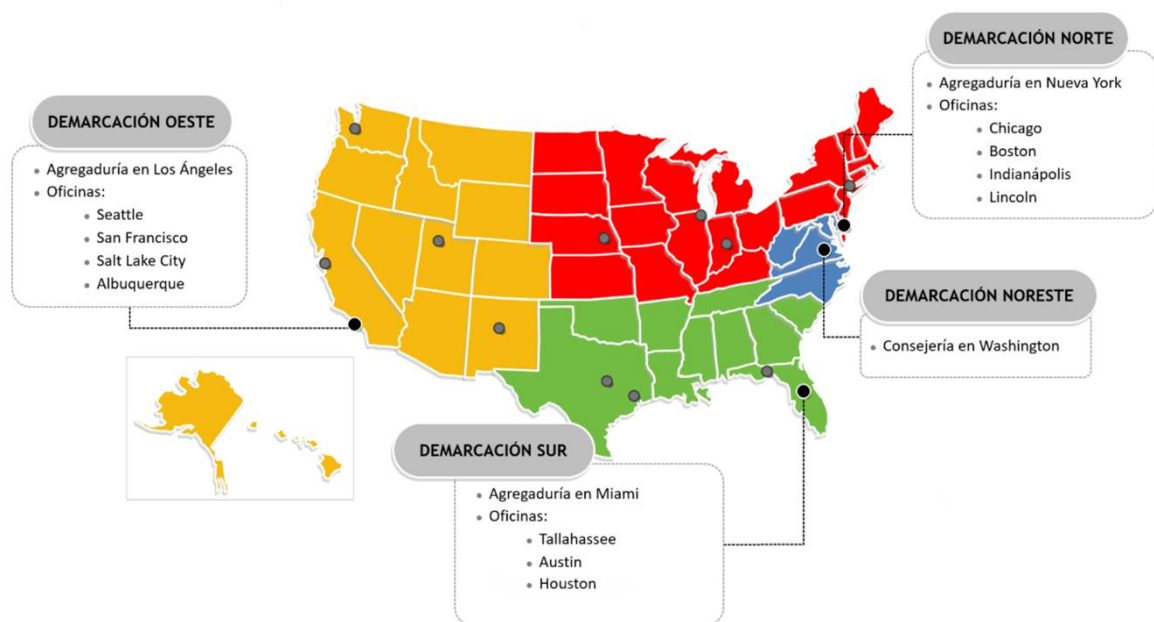 DEMARCACIÓN NORTE
Agregaduría en Nueva York
Oficinas:
Chicago
Boston
Indianápolis
Lincoln
DEMARCACIÓN OESTE
Agregaduría en Los Ángeles
Oficinas:
Seattle
San Francisco
Salt Lake City
Albuquerque
DEMARCACIÓN NORESTE
Consejería en Washington
DEMARCACIÓN SUR
Agregaduría en Miami
Oficinas:
Tallahassee
Austin
Houston